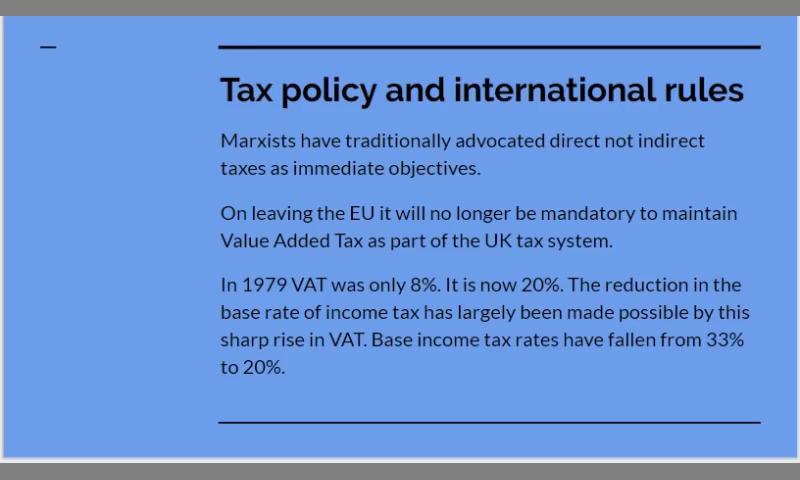 Tax policy and international rules
Marxists have traditionally advocated direct not indirect
taxes as immediate objectives.
On leaving the EU it will no longer be mandatory to maintain
Value Added Tax as part of the UK tax system.
In 1979 VAT was only 8%. It is now 20%. The reduction in the
base rate of income tax has largely been made possible by this
sharp rise in VAT. Base income tax rates have fallen from 33%
to 20%.